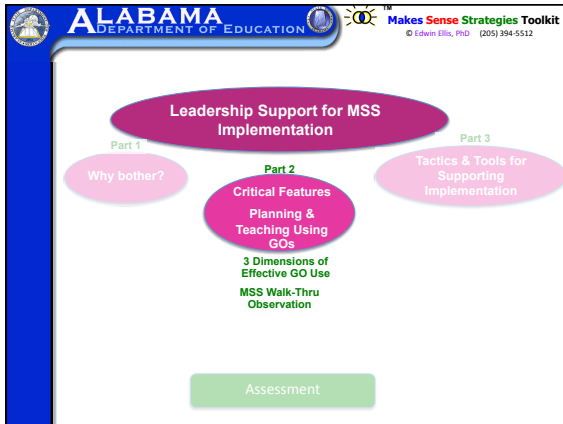 ALABAMA
DEPARTMENT OF EDUCATION
TM
Makes Sense Strategies Toolkit
© Edwin Ellis, PhD (205) 394-5512
Leadership Support for MSS
Implementation
Part 1
Why bother?
Part 2
Critical Features
Planning &
Teaching Using
GOs
3 Dimensions of
Effective GO Use
MSS Walk-Thru
Observation
Part 3
Tactics & Tools for
Supporting
Implementation
Assessment